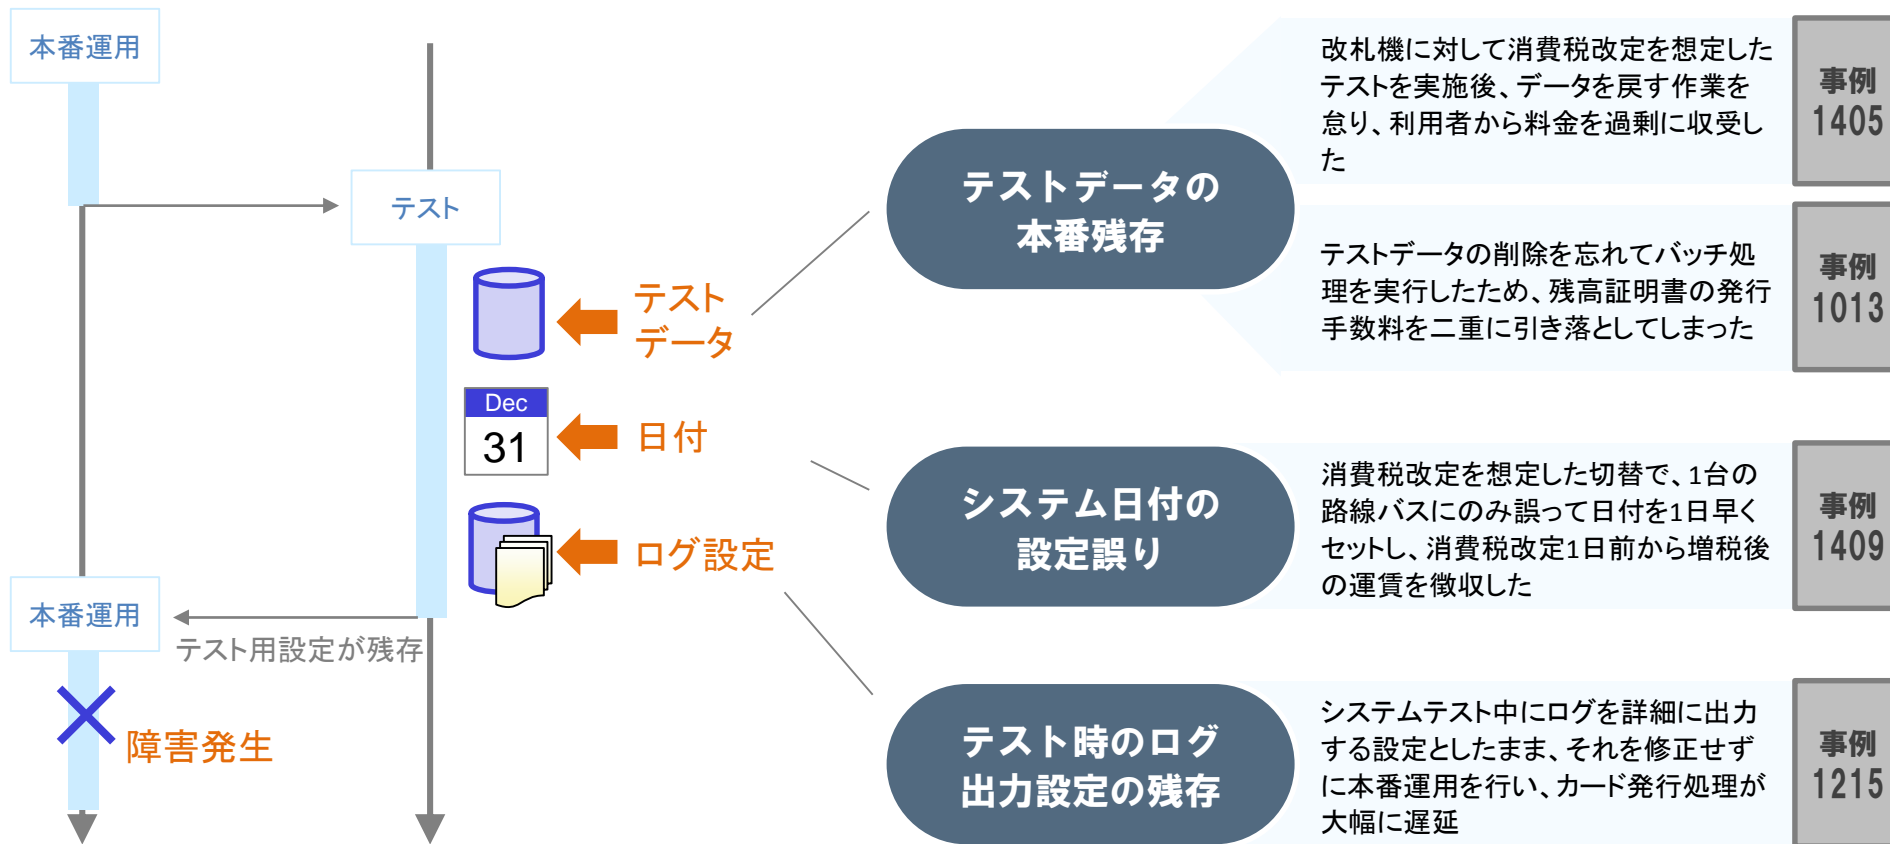 本番運用
テスト
テスト
データ
Dec
31
日付
ログ設定
本番運用
テスト用設定が残存
障害発生
テストデータの
本番残存
改札機に対して消費税改定を想定した
テストを実施後、データを戻す作業を
怠り、利用者から料金を過剰に収受し
た
事例
1405
テストデータの削除を忘れてバッチ処
理を実行したため、残高証明書の発行
手数料を二重に引き落としてしまった
事例
1013
システム日付の
設定誤り
消費税改定を想定した切替で、1台の
路線バスにのみ誤って日付を1日早く
セットし、消費税改定1日前から増税後
の運賃を徴収した
事例
1409
テスト時のログ
出力設定の残存
システムテスト中にログを詳細に出力
する設定としたまま、それを修正せず
に本番運用を行い、カード発行処理が
大幅に遅延
事例
1215